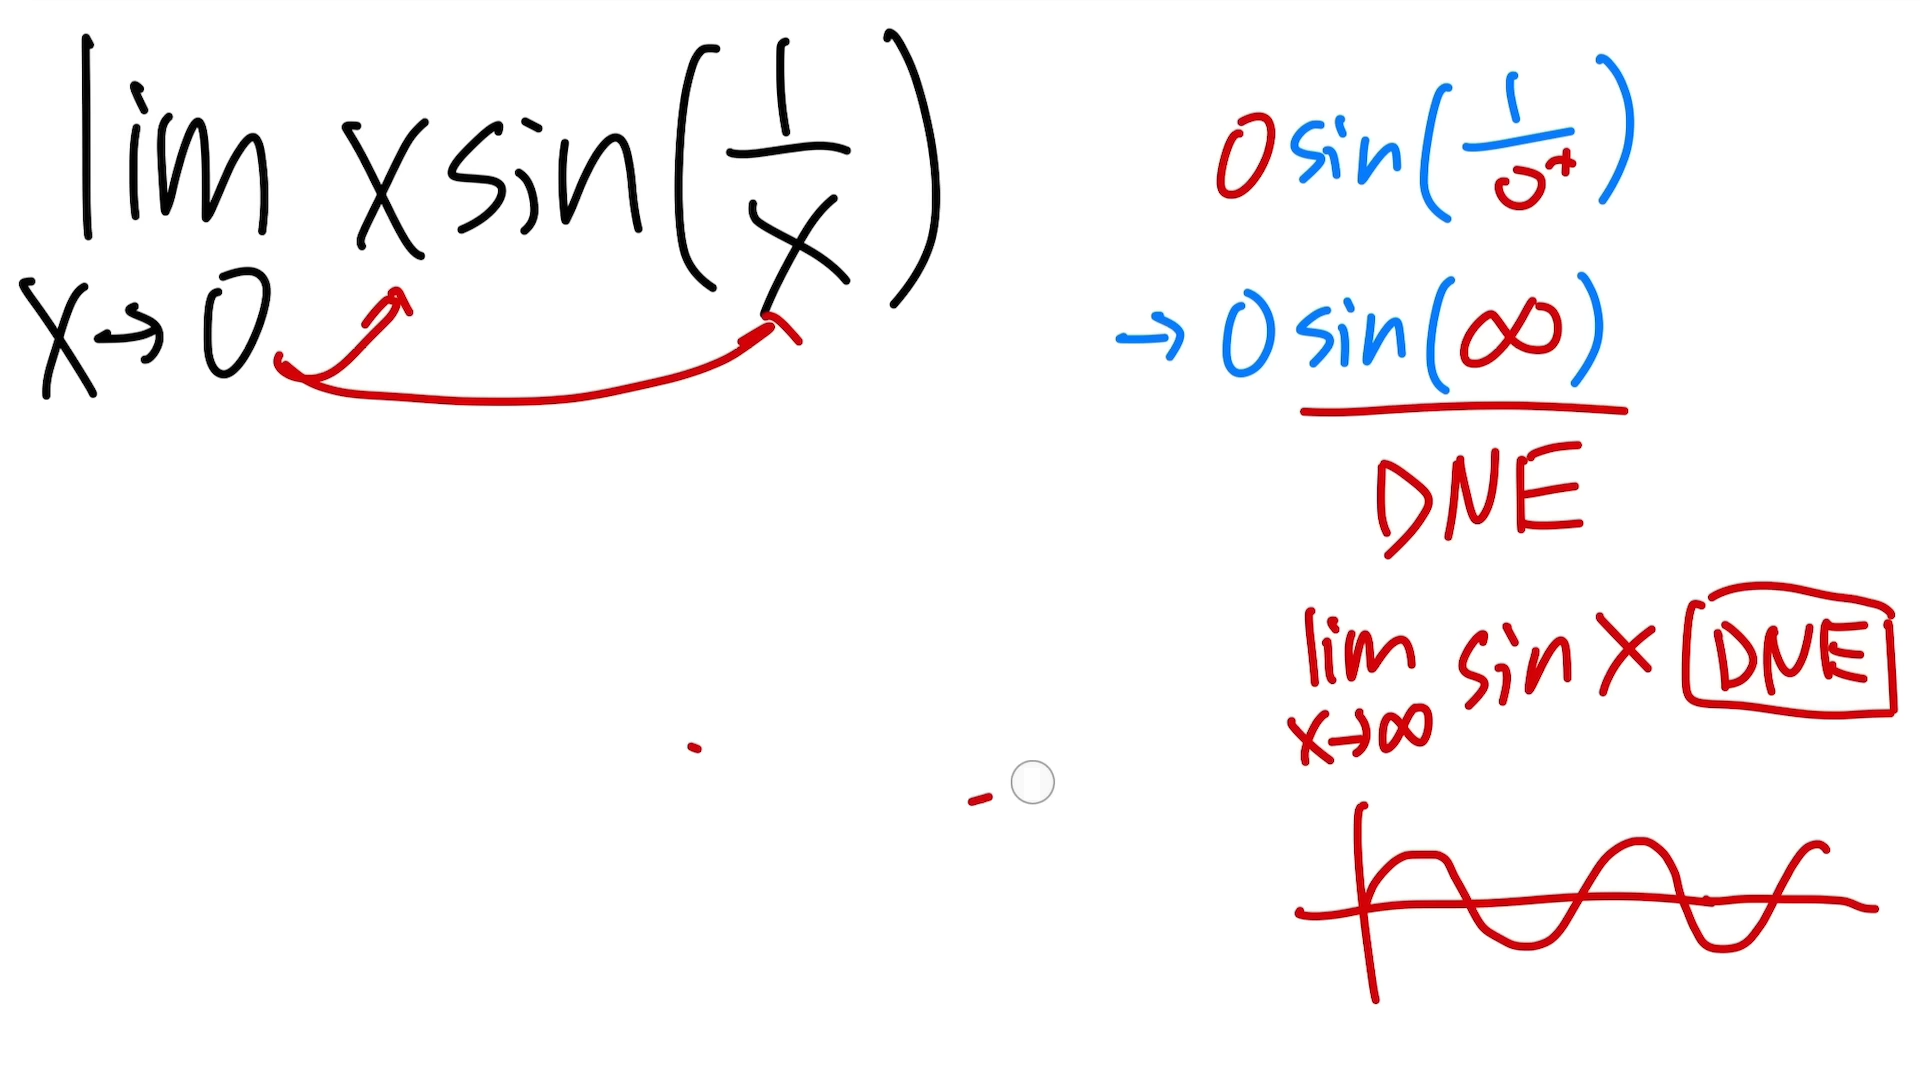 lim x sin(1/x)
x→0
0 sin(1/0⁺)
→ 0 sin(∞)
DNE
lim sin x DNE
x→∞